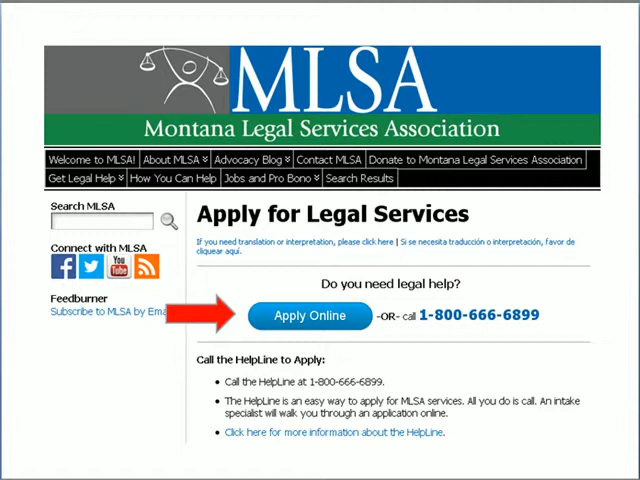 MLSA
Montana Legal Services Association
Welcome to MLSA! About MLSA Advocacy Blog Contact MLSA Donate to Montana Legal Services Association
Get Legal Help How You Can Help Jobs and Pro Bono Search Results
Search MLSA
Connect with MLSA
You
Tube
Feedburner
Subscribe to MLSA by Ema
Apply for Legal Services
If you need translation or interpretation, please click here | Si se necesita traducción o interpretación, favor de
cliquear aquí.
Do you need legal help?
Apply Online -OR- call 1-800-666-6899
Call the HelpLine to Apply:
• Call the HelpLine at 1-800-666-6899.
• The HelpLine is an easy way to apply for MLSA services. All you do is call. An intake
specialist will walk you through an application online.
• Click here for more information about the HelpLine.